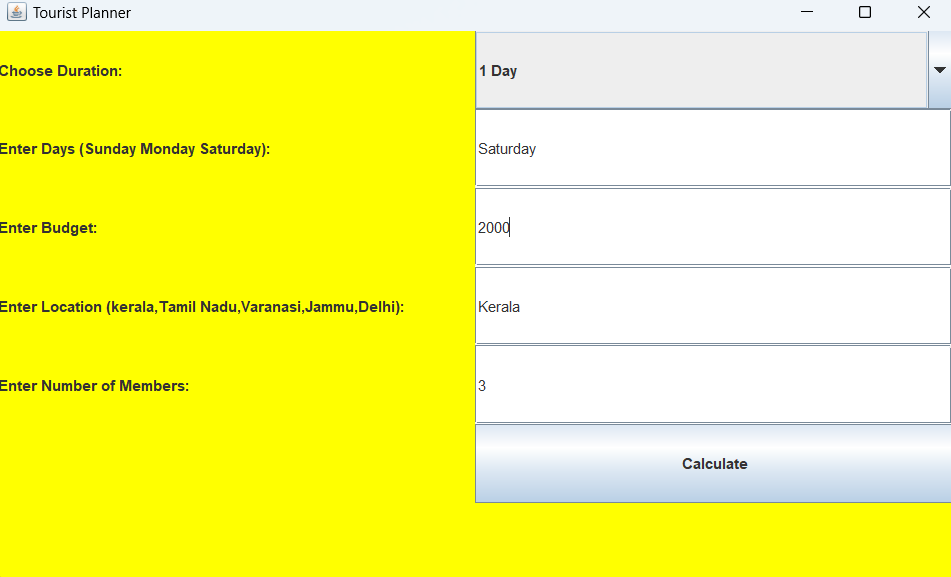 Tourist Planner
Choose Duration: 1 Day
Enter Days (Sunday Monday Saturday): Saturday
Enter Budget: 2000
Enter Location (kerala,Tamil Nadu,Varanasi,Jammu,Delhi): Kerala
Enter Number of Members: 3
Calculate